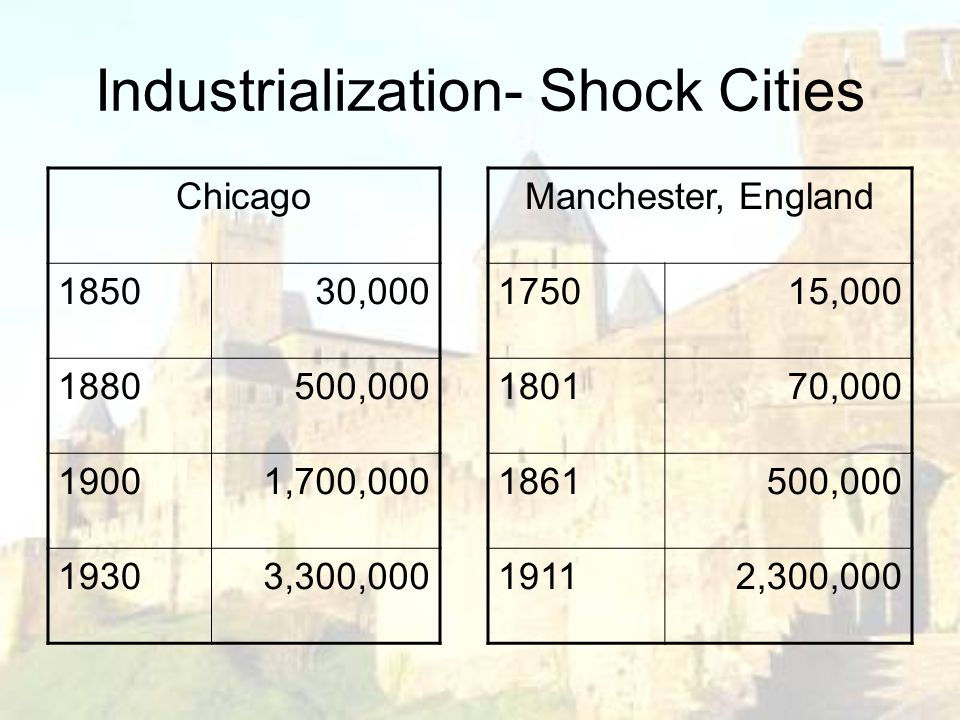 Industrialization- Shock Cities
Chicago
1850 30,000
1880 500,000
1900 1,700,000
1930 3,300,000
Manchester, England
1750 15,000
1801 70,000
1861 500,000
1911 2,300,000